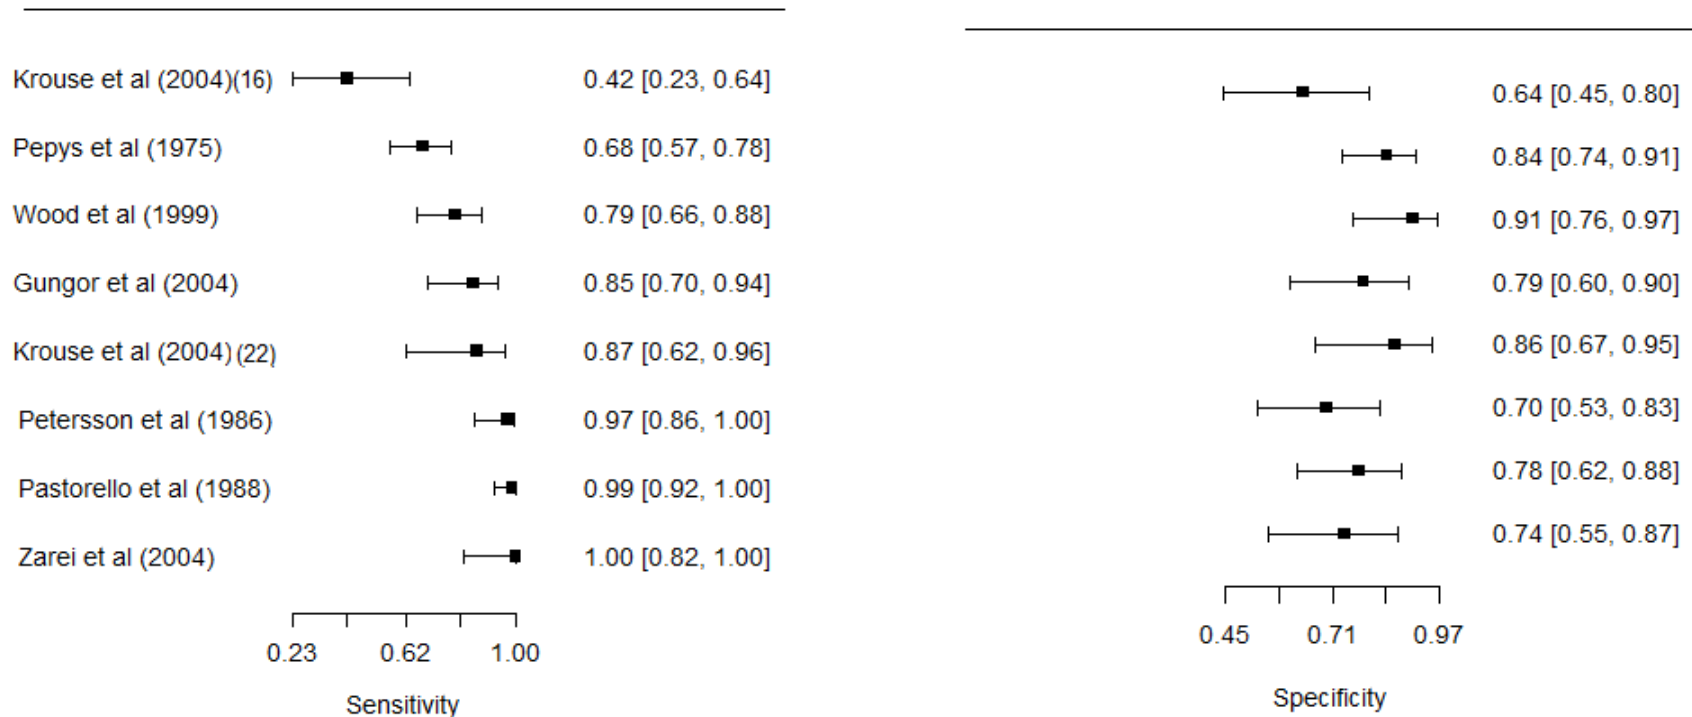 Krouse et al (2004)(16) 0.42 [0.23, 0.64]
Pepys et al (1975) 0.68 [0.57, 0.78]
Wood et al (1999) 0.79 [0.66, 0.88]
Gungor et al (2004) 0.85 [0.70, 0.94]
Krouse et al (2004) (22) 0.87 [0.62, 0.96]
Petersson et al (1986) 0.97 [0.86, 1.00]
Pastorello et al (1988) 0.99 [0.92, 1.00]
Zarei et al (2004) 1.00 [0.82, 1.00]
0.23 0.62 1.00
Sensitivity
0.64 [0.45, 0.80]
0.84 [0.74, 0.91]
0.91 [0.76, 0.97]
0.79 [0.60, 0.90]
0.86 [0.67, 0.95]
0.70 [0.53, 0.83]
0.78 [0.62, 0.88]
0.74 [0.55, 0.87]
0.45 0.71 0.97
Specificity